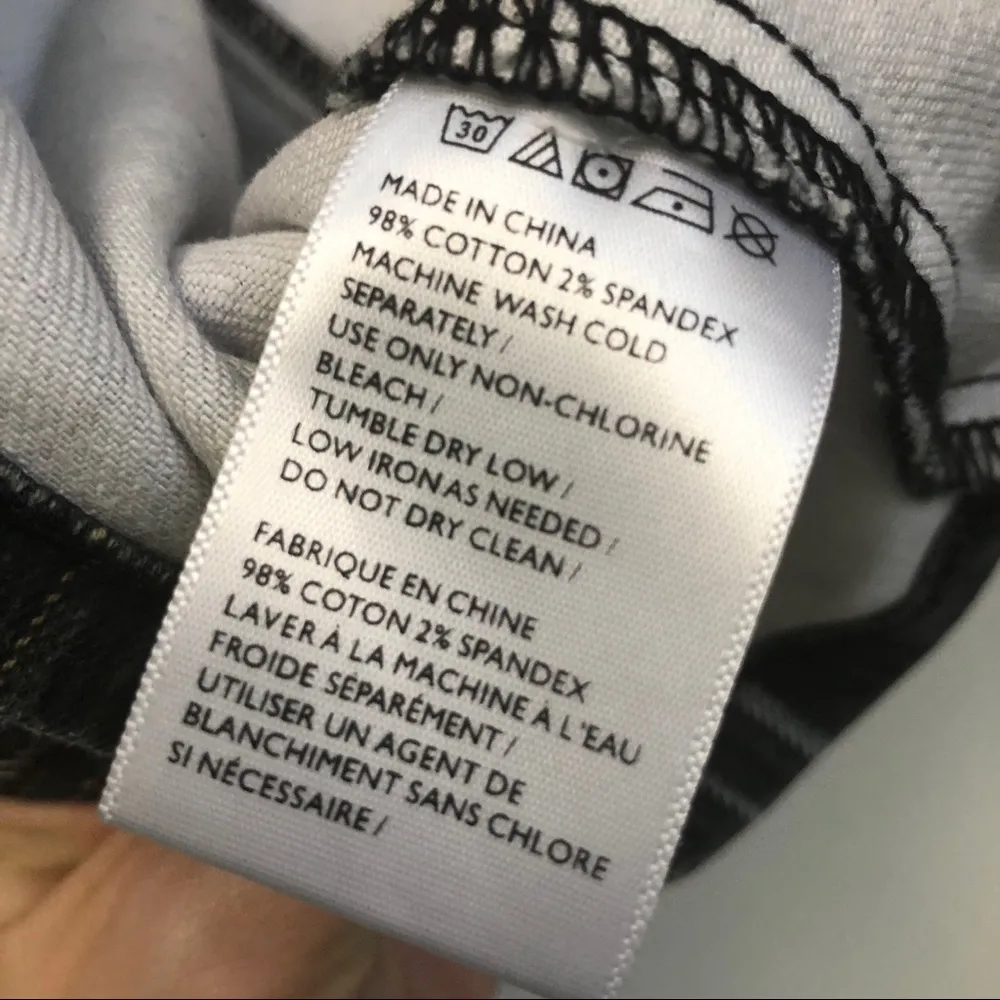 30
MADE IN CHINA
98% COTTON 2% SPANDEX
MACHINE WASH COLD
SEPARATELY /
USE ONLY NON-CHLORINE
BLEACH /
TUMBLE DRY LOW /
LOW IRON AS NEEDED /
DO NOT DRY CLEAN /
FABRIQUE EN CHINE
98% COTON 2% SPANDEX
LAVER À LA MACHINE A L'EAU
FROIDE SÉPARÉMENT /
UTILISER UN AGENT DE
BLANCHIMENT SANS CHLORE
SI NÉCESSAIRE /